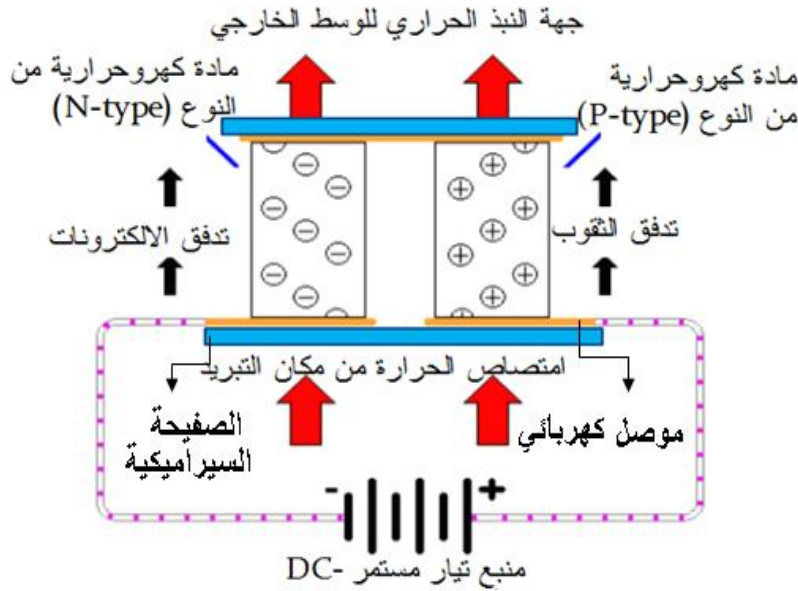 جهة النبذ الحراري للوسط الخارجي
مادة كهروحرارية
من النوع (P-type)
مادة كهروحرارية من
النوع (N-type)
تدفق الثقوب
تدفق الالكترونات
امتصاص الحرارة من مكان التبريد
موصل كهربائي
الصفيحة
السيراميكية
- +
منبع تيار مستمر -DC